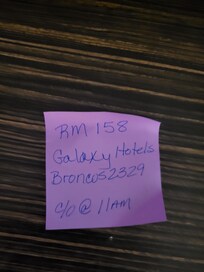 RM 158
Galaxy Hotels
Broncos2329
C/O @ 11AM